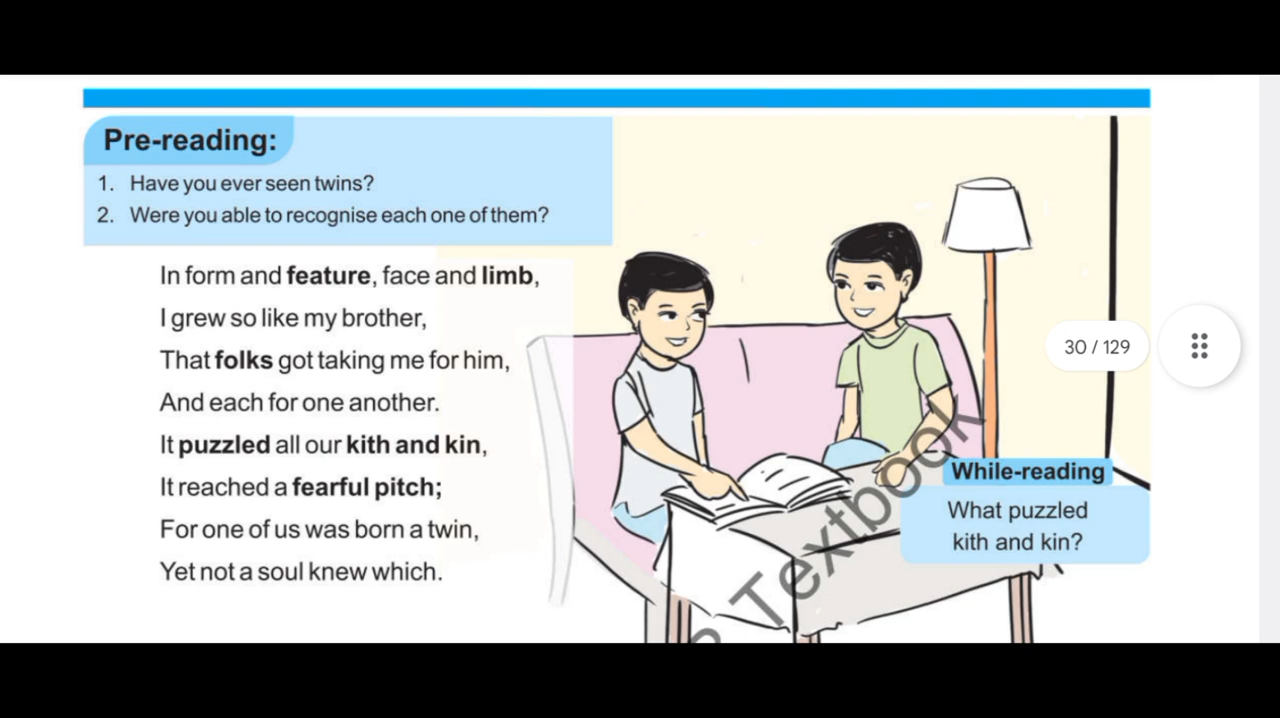 Pre-reading:
1. Have you ever seen twins?
2. Were you able to recognise each one of them?
In form and feature, face and limb,
I grew so like my brother,
That folks got taking me for him,
And each for one another.
It puzzled all our kith and kin,
It reached a fearful pitch;
For one of us was born a twin,
Yet not a soul knew which.
30 / 129
While-reading
What puzzled
kith and kin?
Textbook